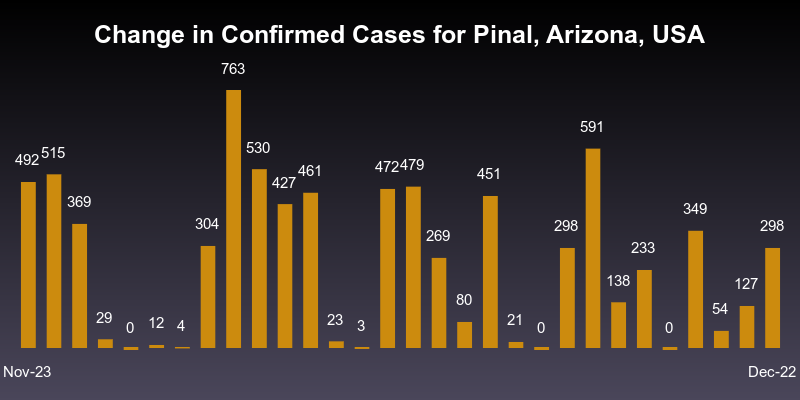 Change in Confirmed Cases for Pinal, Arizona, USA
492 515 369 29 0 12 4 304 763 530 427 461 23 3 472 479 269 80 451 21 0 298 591 138 233 0 349 54 127 298
Nov-23 Dec-22